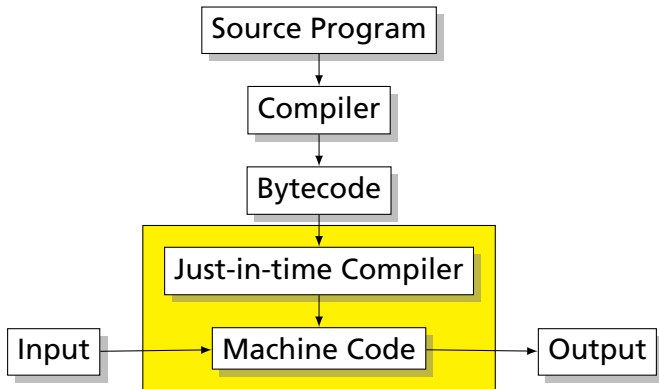 Source Program
Compiler
Bytecode
Just-in-time Compiler
Input
Machine Code
Output